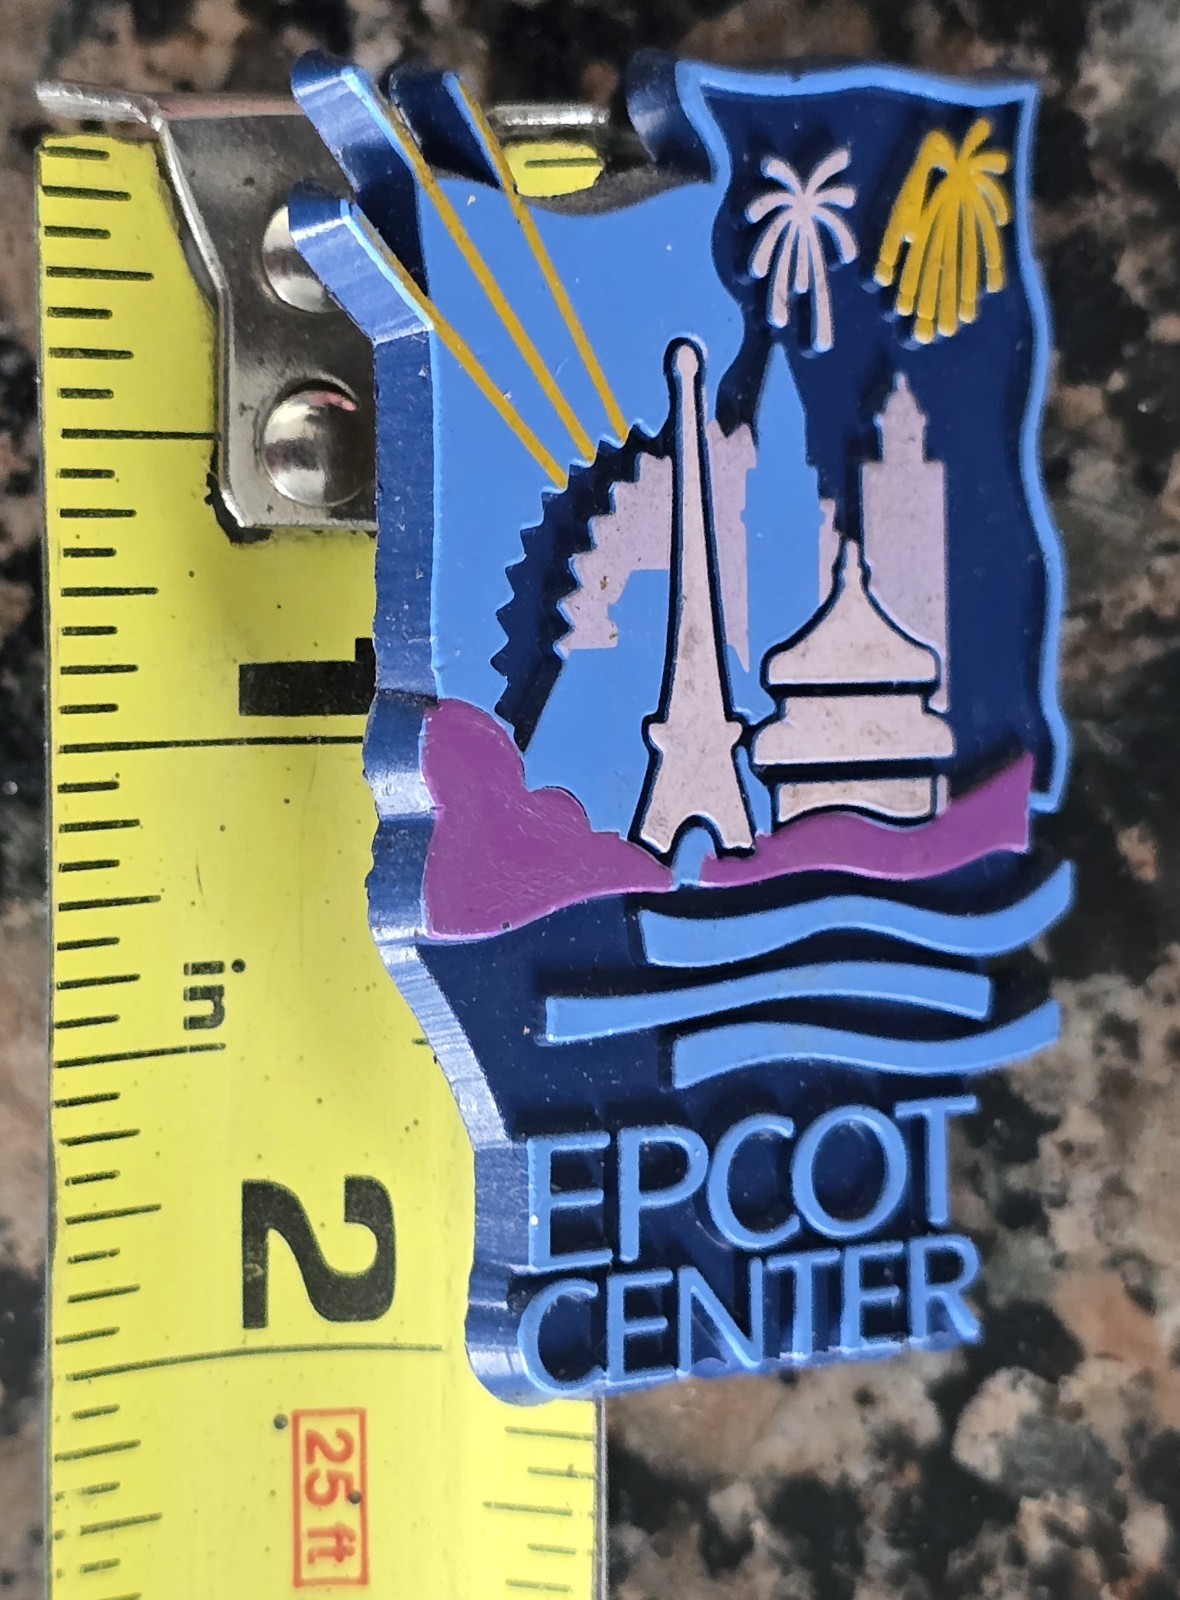 1
in
2
25 ft
EPCOT
CENTER